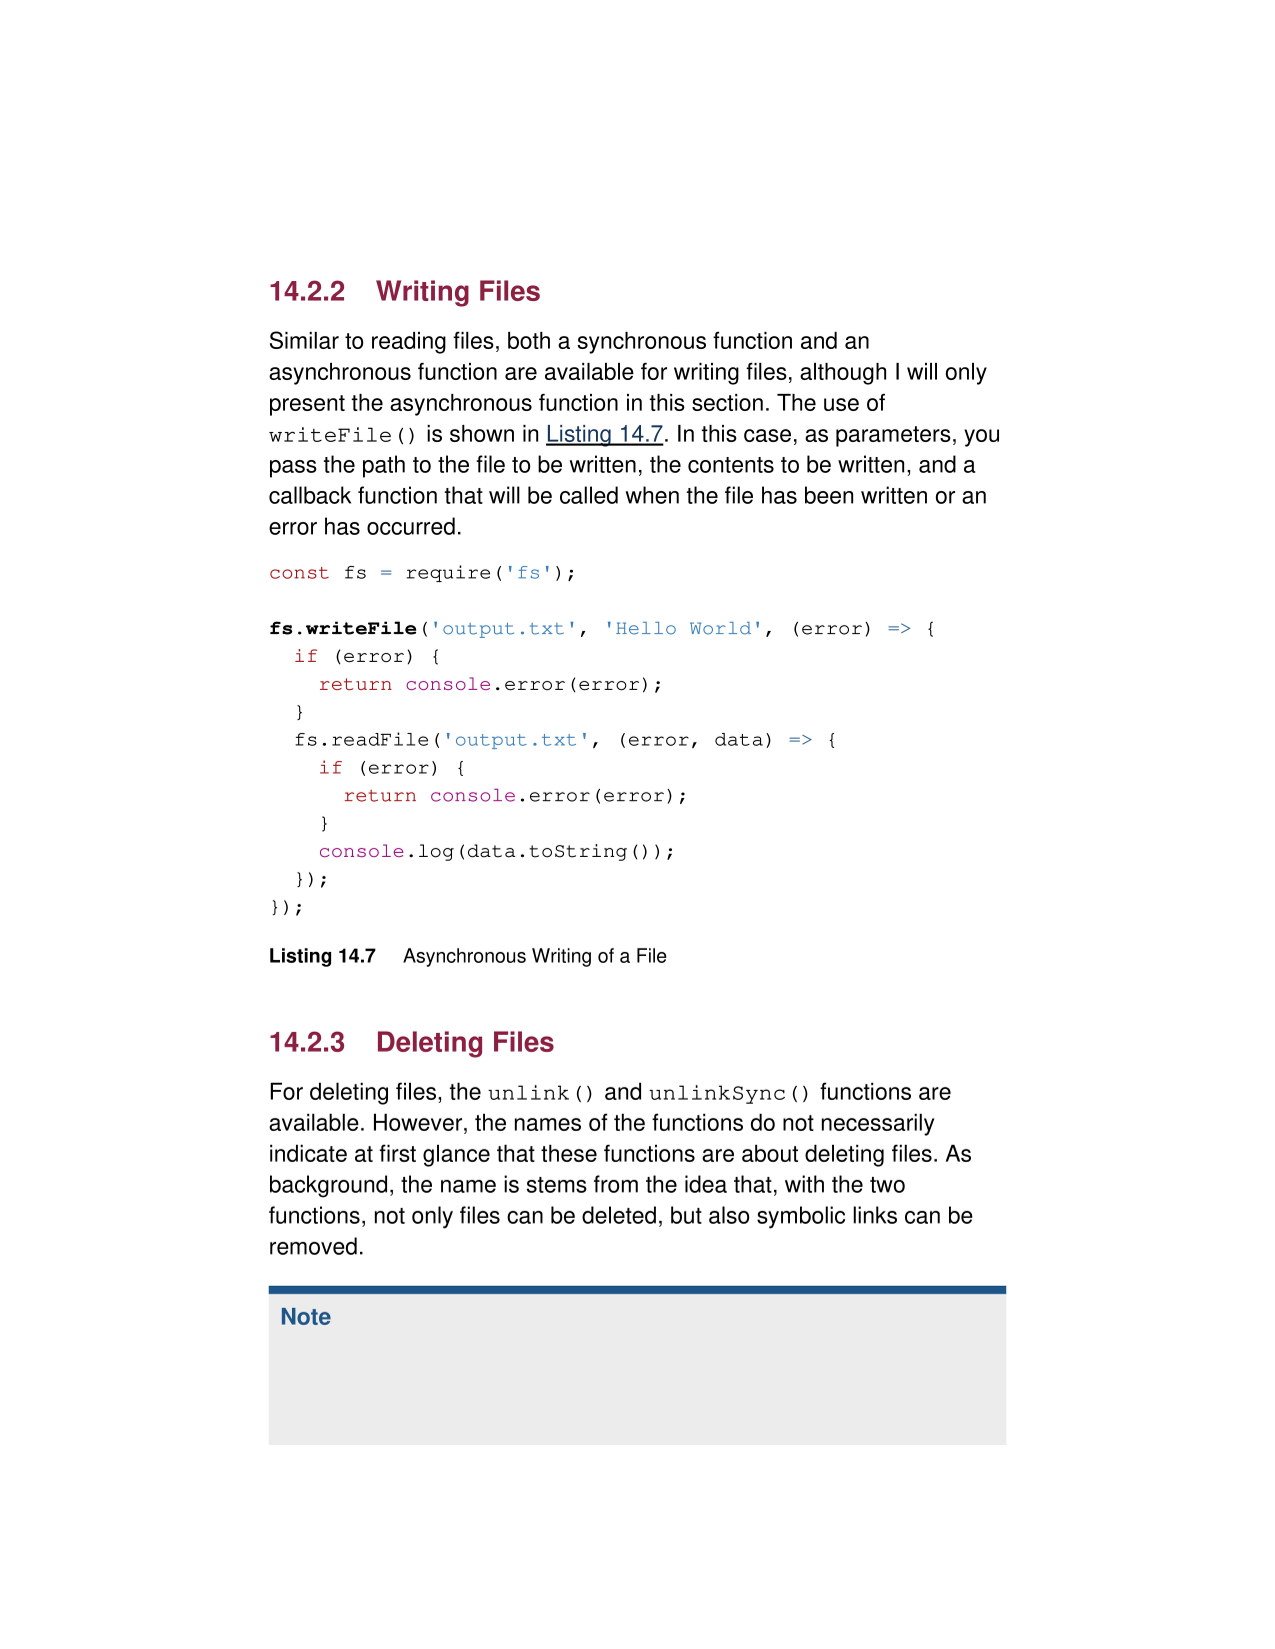 14.2.2 Writing Files
Similar to reading files, both a synchronous function and an
asynchronous function are available for writing files, although I will only
present the asynchronous function in this section. The use of
writeFile() is shown in Listing 14.7. In this case, as parameters, you
pass the path to the file to be written, the contents to be written, and a
callback function that will be called when the file has been written or an
error has occurred.
const fs = require('fs');
fs.writeFile('output.txt', 'Hello World', (error) => {
  if (error) {
    return console.error(error);
  }
  fs.readFile('output.txt', (error, data) => {
    if (error) {
      return console.error(error);
    }
    console.log(data.toString());
  });
});
Listing 14.7 Asynchronous Writing of a File
14.2.3 Deleting Files
For deleting files, the unlink() and unlinkSync() functions are
available. However, the names of the functions do not necessarily
indicate at first glance that these functions are about deleting files. As
background, the name is stems from the idea that, with the two
functions, not only files can be deleted, but also symbolic links can be
removed.
Note